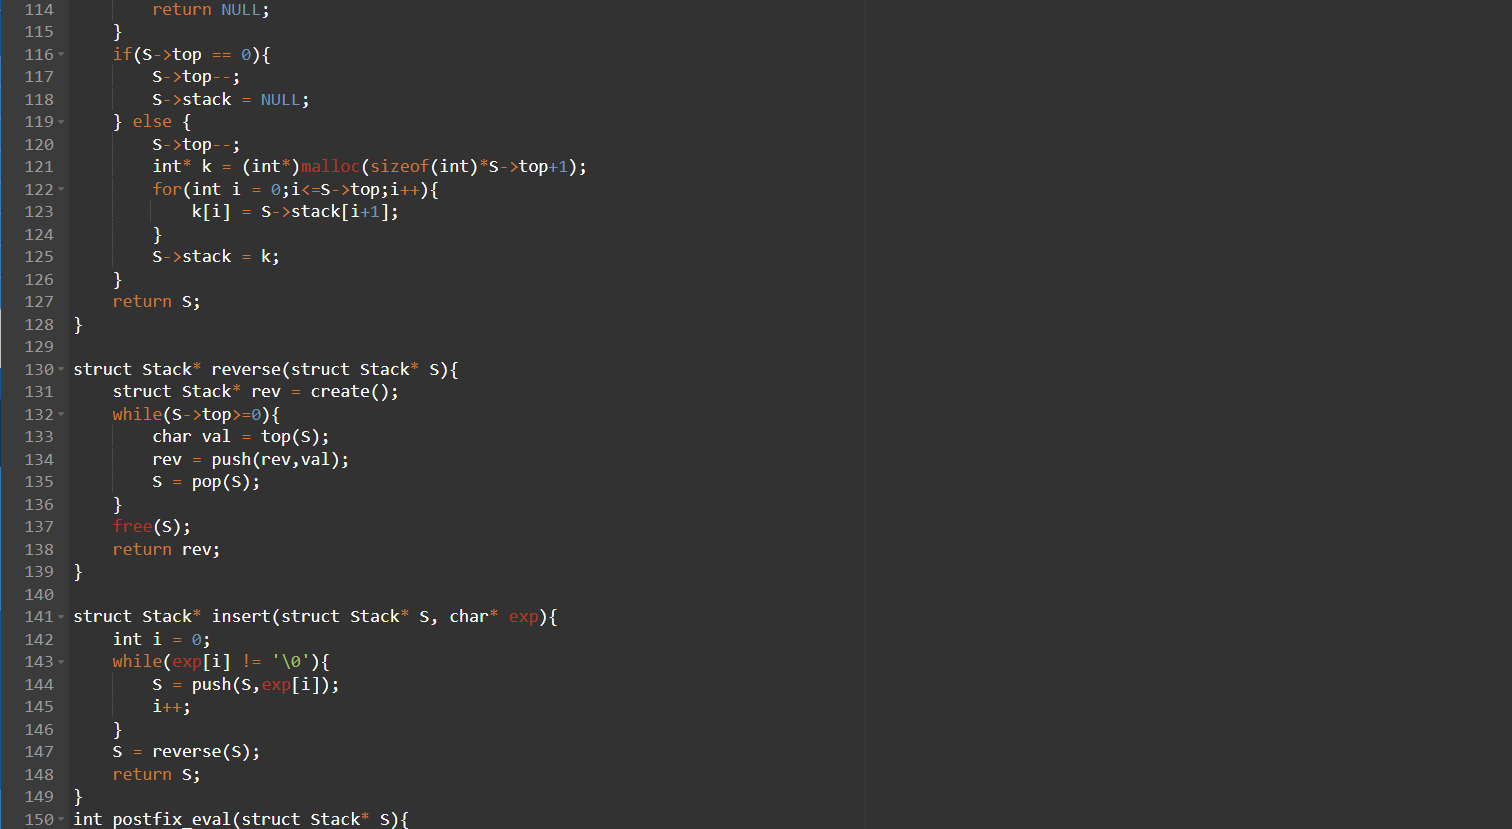 114 return NULL;
115 }
116 if(S->top == 0){
117 S->top--;
118 S->stack = NULL;
119 } else {
120 S->top--;
121 int* k = (int*)malloc(sizeof(int)*S->top+1);
122 for(int i = 0;i<=S->top;i++){
123 k[i] = S->stack[i+1];
124 }
125 S->stack = k;
126 }
127 return S;
128 }
129
130 struct Stack* reverse(struct Stack* S){
131 struct Stack* rev = create();
132 while(S->top>=0){
133 char val = top(S);
134 rev = push(rev,val);
135 S = pop(S);
136 }
137 free(S);
138 return rev;
139 }
140
141 struct Stack* insert(struct Stack* S, char* exp){
142 int i = 0;
143 while(exp[i] != '\0'){
144 S = push(S,exp[i]);
145 i++;
146 }
147 S = reverse(S);
148 return S;
149 }
150 int postfix_eval(struct Stack* S){